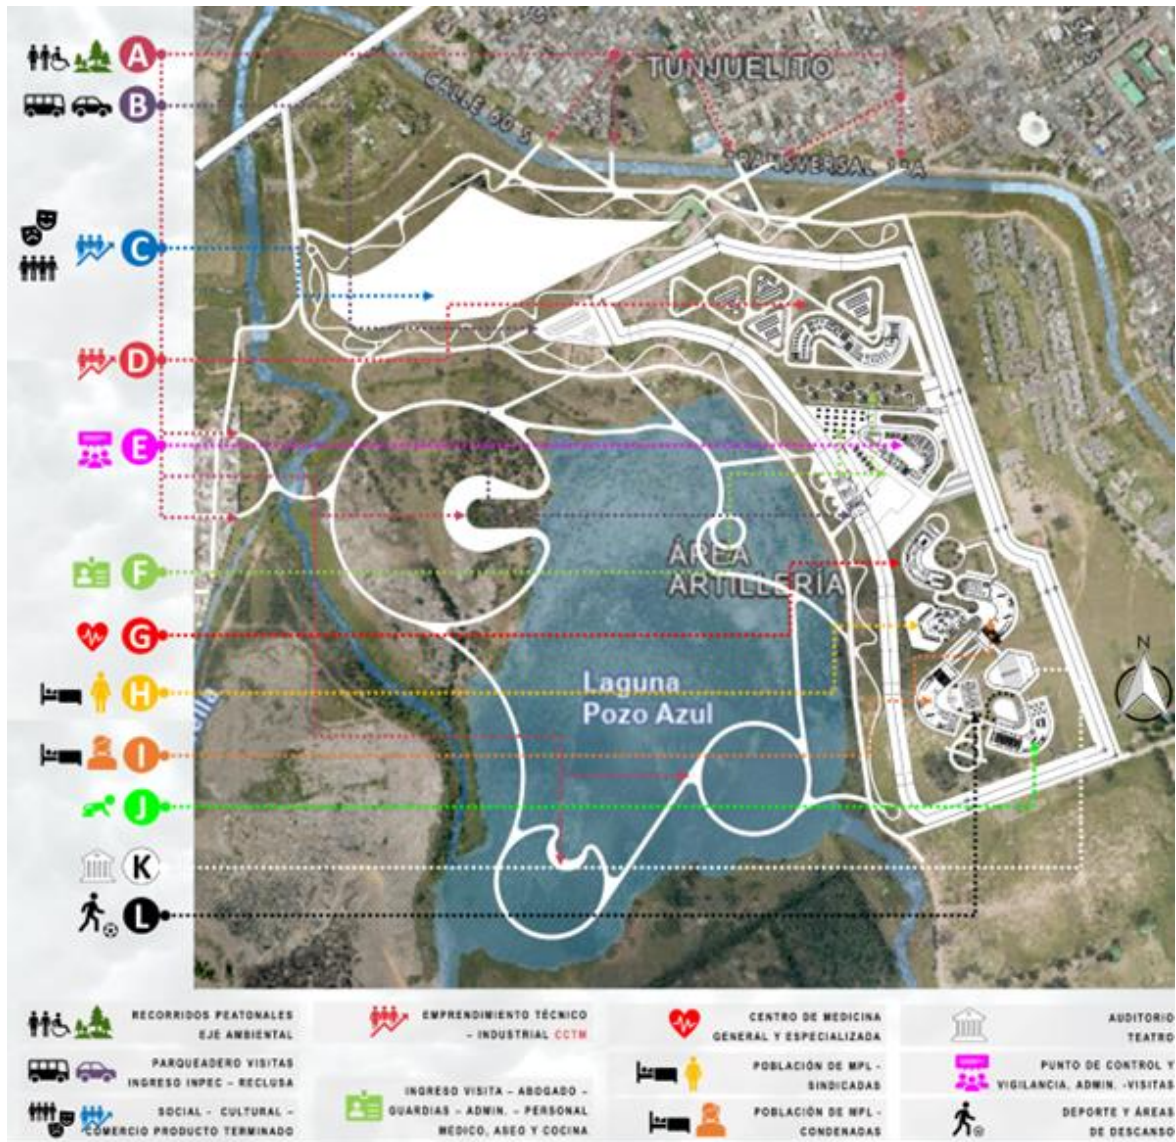 A
B
C
D
E
F
G
H
I
J
K
L
TUNJUELITO
CALLE 60 S
TRANSVERSAL
ÁREA
ARTILLERÍA
Laguna
Pozo Azul
N
RECORRIDOS PEATONALES
EJE AMBIENTAL
PARQUEADERO VISITAS
INGRESO INPEC – RECLUSA
SOCIAL - CULTURAL –
COMERCIO PRODUCTO TERMINADO
EMPRENDIMIENTO TÉCNICO
– INDUSTRIAL CCTM
INGRESO VISITA – ABOGADO –
GUARDIAS – ADMIN. – PERSONAL
MÉDICO, ASEO Y COCINA
CENTRO DE MEDICINA
GENERAL Y ESPECIALIZADA
POBLACIÓN DE MPL -
SINDICADAS
POBLACIÓN DE MPL -
CONDENADAS
AUDITORIO
TEATRO
PUNTO DE CONTROL Y
VIGILANCIA, ADMIN. -VISITAS
DEPORTE Y ÁREAS
DE DESCANSO